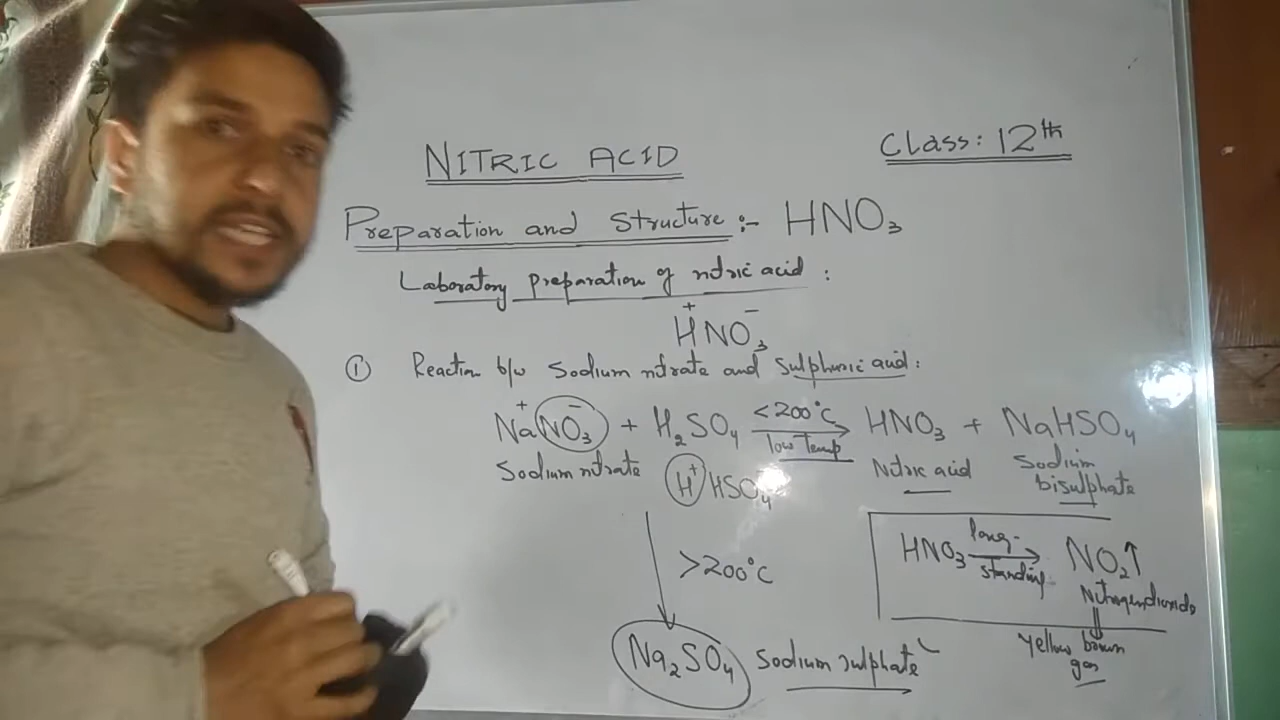 NITRIC ACID
Class: 12th
Preparation and Structure :- HNO₃
Laboratory preparation of nitric acid :
H⁺NO₃⁻
① Reaction b/w Sodium nitrate and Sulphuric acid :
Na⁺NO₃⁻ + H₂SO₄ <200°C low Temp → HNO₃ + NaHSO₄
Sodium nitrate H⁺ HSO₄⁻ Nitric acid Sodium bisulphate
>200°C
Na₂SO₄ Sodium sulphate
HNO₃ long standing → NO₂↑
Nitrogendioxide
Yellow brown
gas